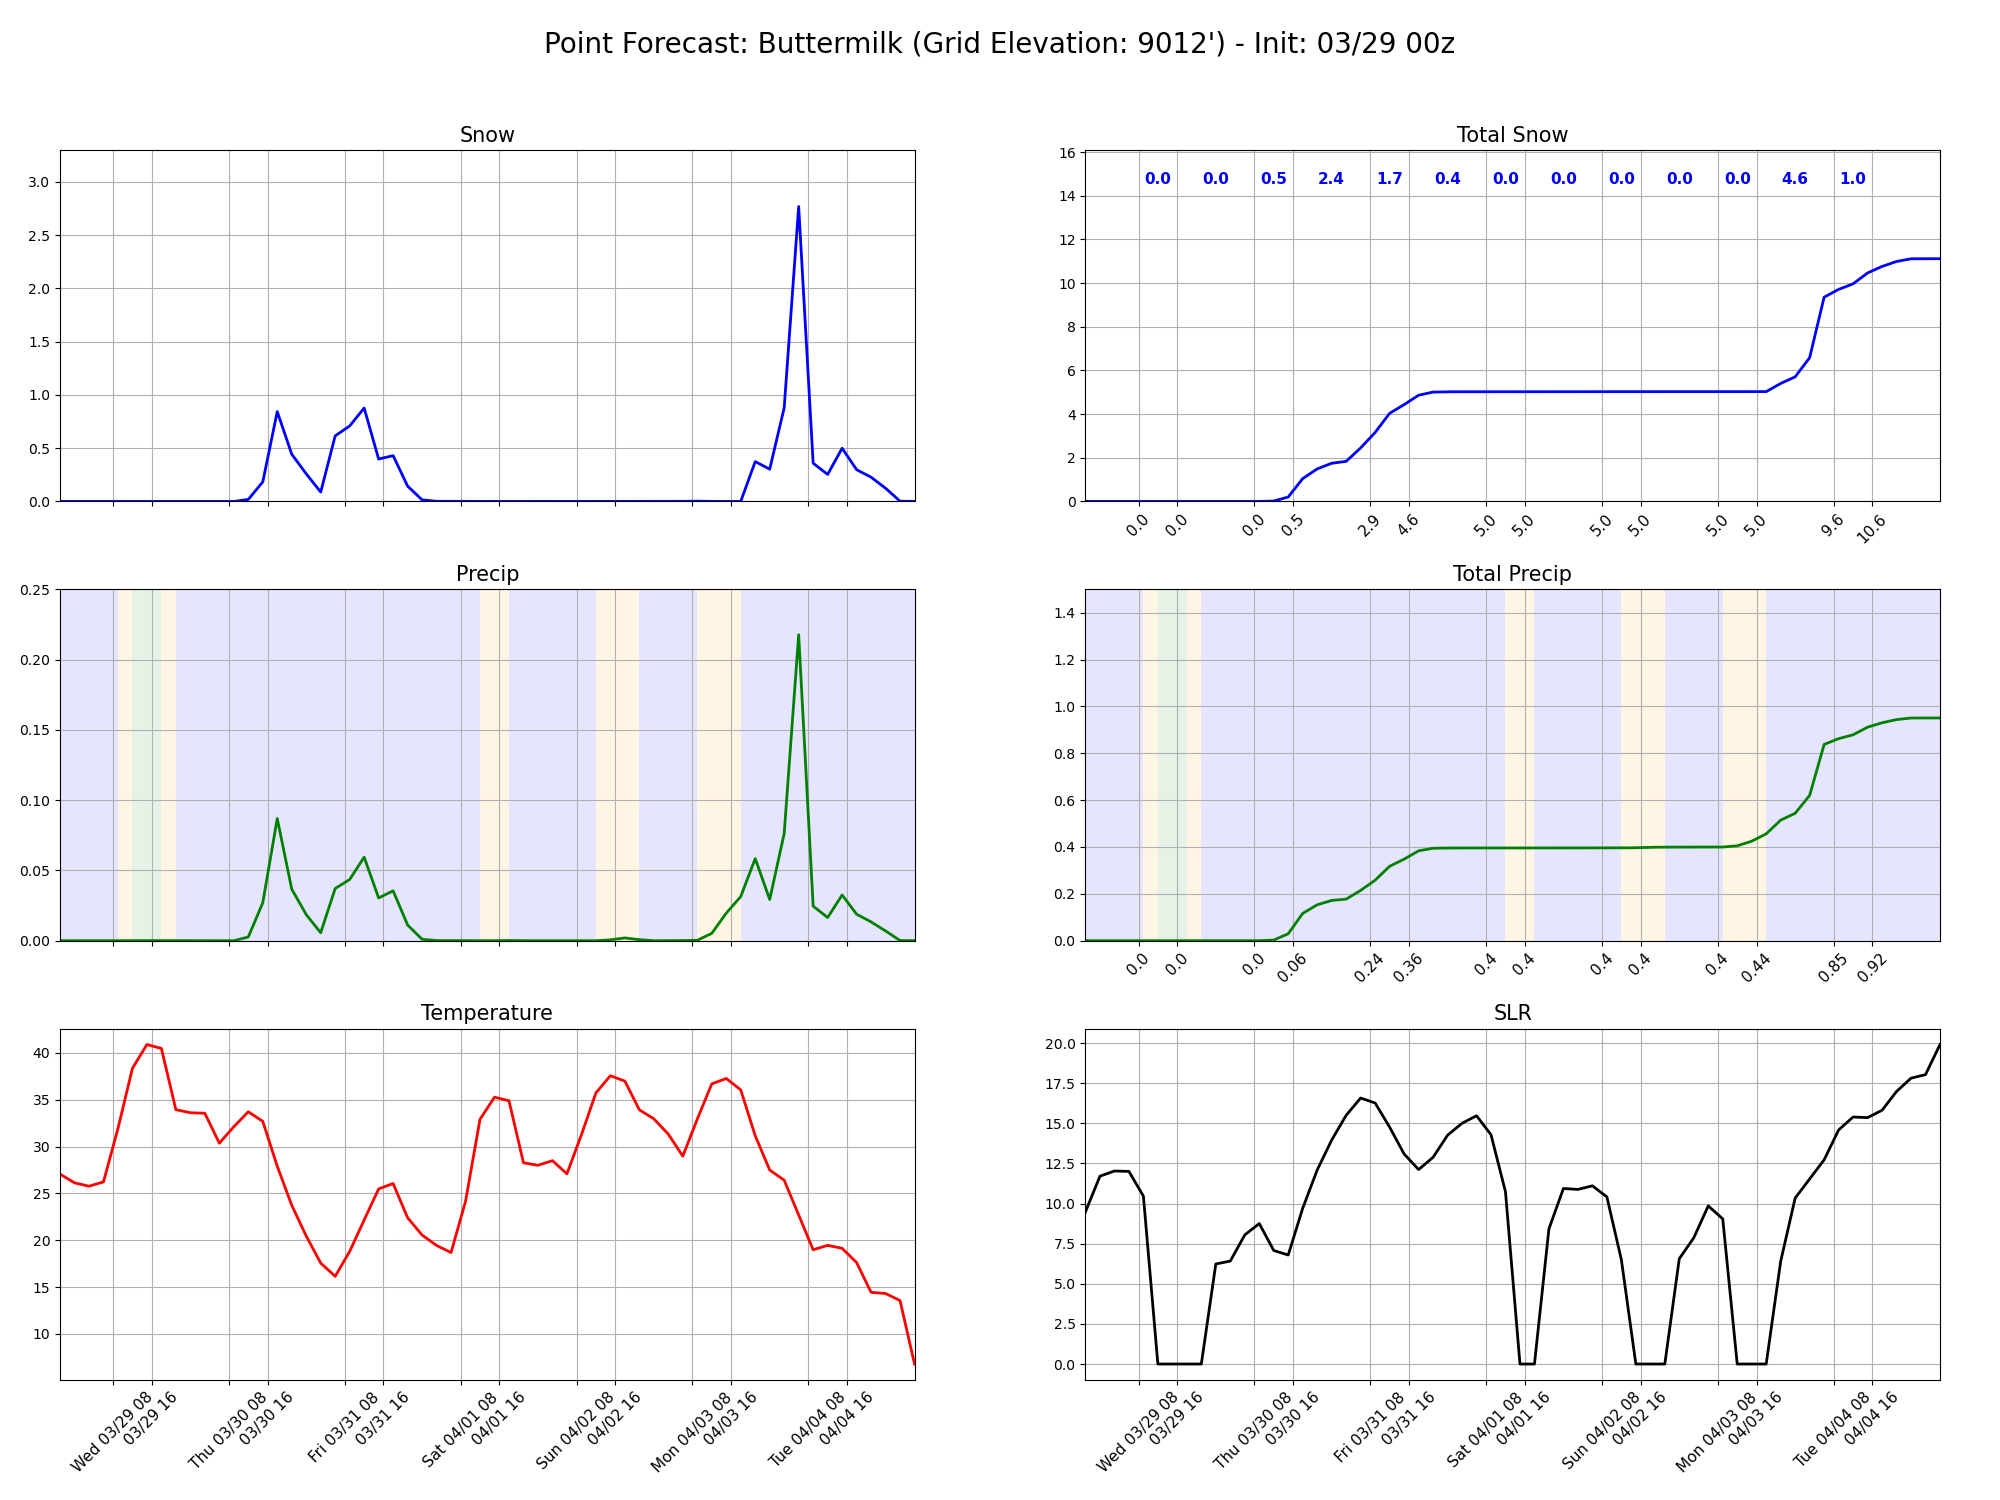 Point Forecast: Buttermilk (Grid Elevation: 9012') - Init: 03/29 00z
Snow
3.0
2.5
2.0
1.5
1.0
0.5
0.0
Total Snow
16
14
12
10
8
6
4
2
0
0.0 0.0 0.5 2.4 1.7 0.4 0.0 0.0 0.0 0.0 0.0 4.6 1.0
0.0 0.0 0.0 0.5 2.9 4.6 5.0 5.0 5.0 5.0 5.0 5.0 9.6 10.6
Precip
0.25
0.20
0.15
0.10
0.05
0.00
Total Precip
1.4
1.2
1.0
0.8
0.6
0.4
0.2
0.0
0.0 0.0 0.0 0.06 0.24 0.36 0.4 0.4 0.4 0.4 0.4 0.44 0.85 0.92
Temperature
40
35
30
25
20
15
10
Wed 03/29 08
03/29 16
Thu 03/30 08
03/30 16
Fri 03/31 08
03/31 16
Sat 04/01 08
04/01 16
Sun 04/02 08
04/02 16
Mon 04/03 08
04/03 16
Tue 04/04 08
04/04 16
SLR
20.0
17.5
15.0
12.5
10.0
7.5
5.0
2.5
0.0
Wed 03/29 08
03/29 16
Thu 03/30 08
03/30 16
Fri 03/31 08
03/31 16
Sat 04/01 08
04/01 16
Sun 04/02 08
04/02 16
Mon 04/03 08
04/03 16
Tue 04/04 08
04/04 16